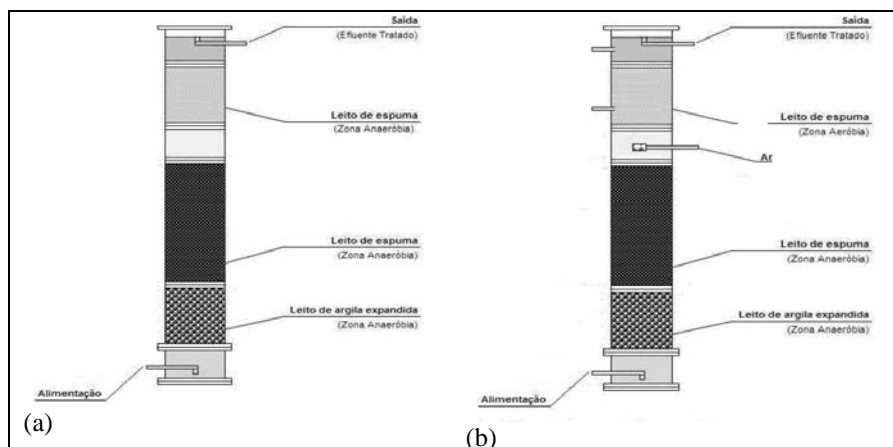 Saída
(Efluente Tratado)
Leito de espuma
(Zona Anaeróbia)
Leito de espuma
(Zona Anaeróbia)
Leito de argila expandida
(Zona Anaeróbia)
Alimentação
(a)
Saída
(Efluente Tratado)
Leito de espuma
(Zona Aeróbia)
Ar
Leito de espuma
(Zona Anaeróbia)
Leito de argila expandida
(Zona Anaeróbia)
Alimentação
(b)